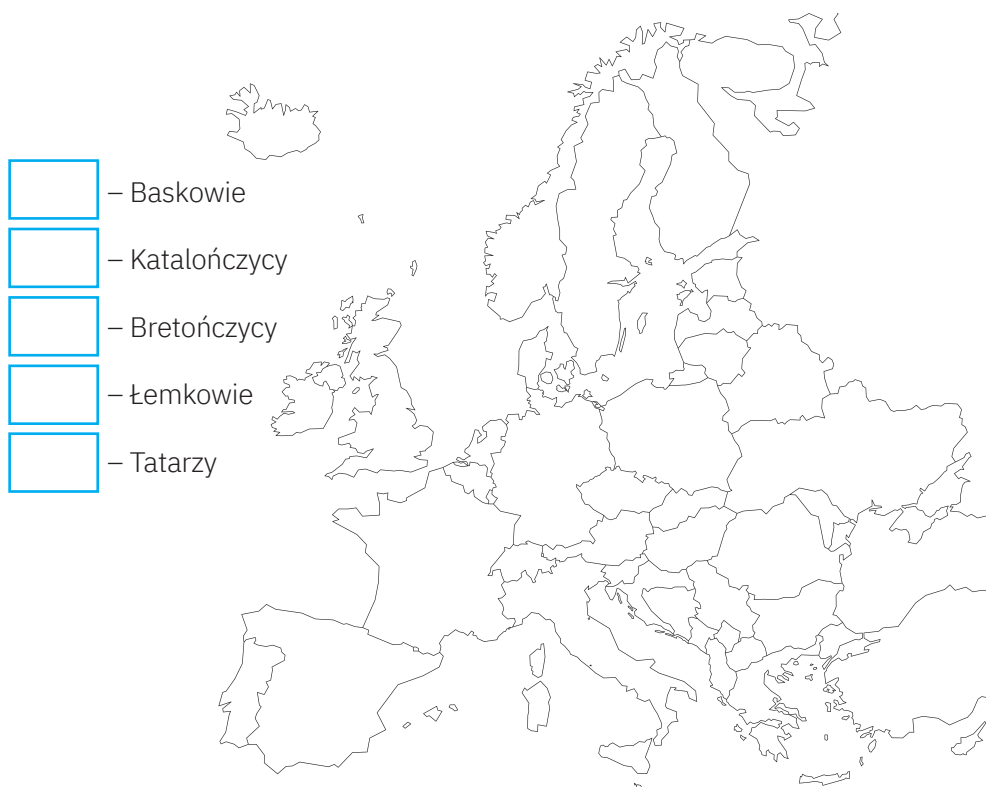 – Baskowie
– Katalończycy
– Bretończycy
– Łemkowie
– Tatarzy